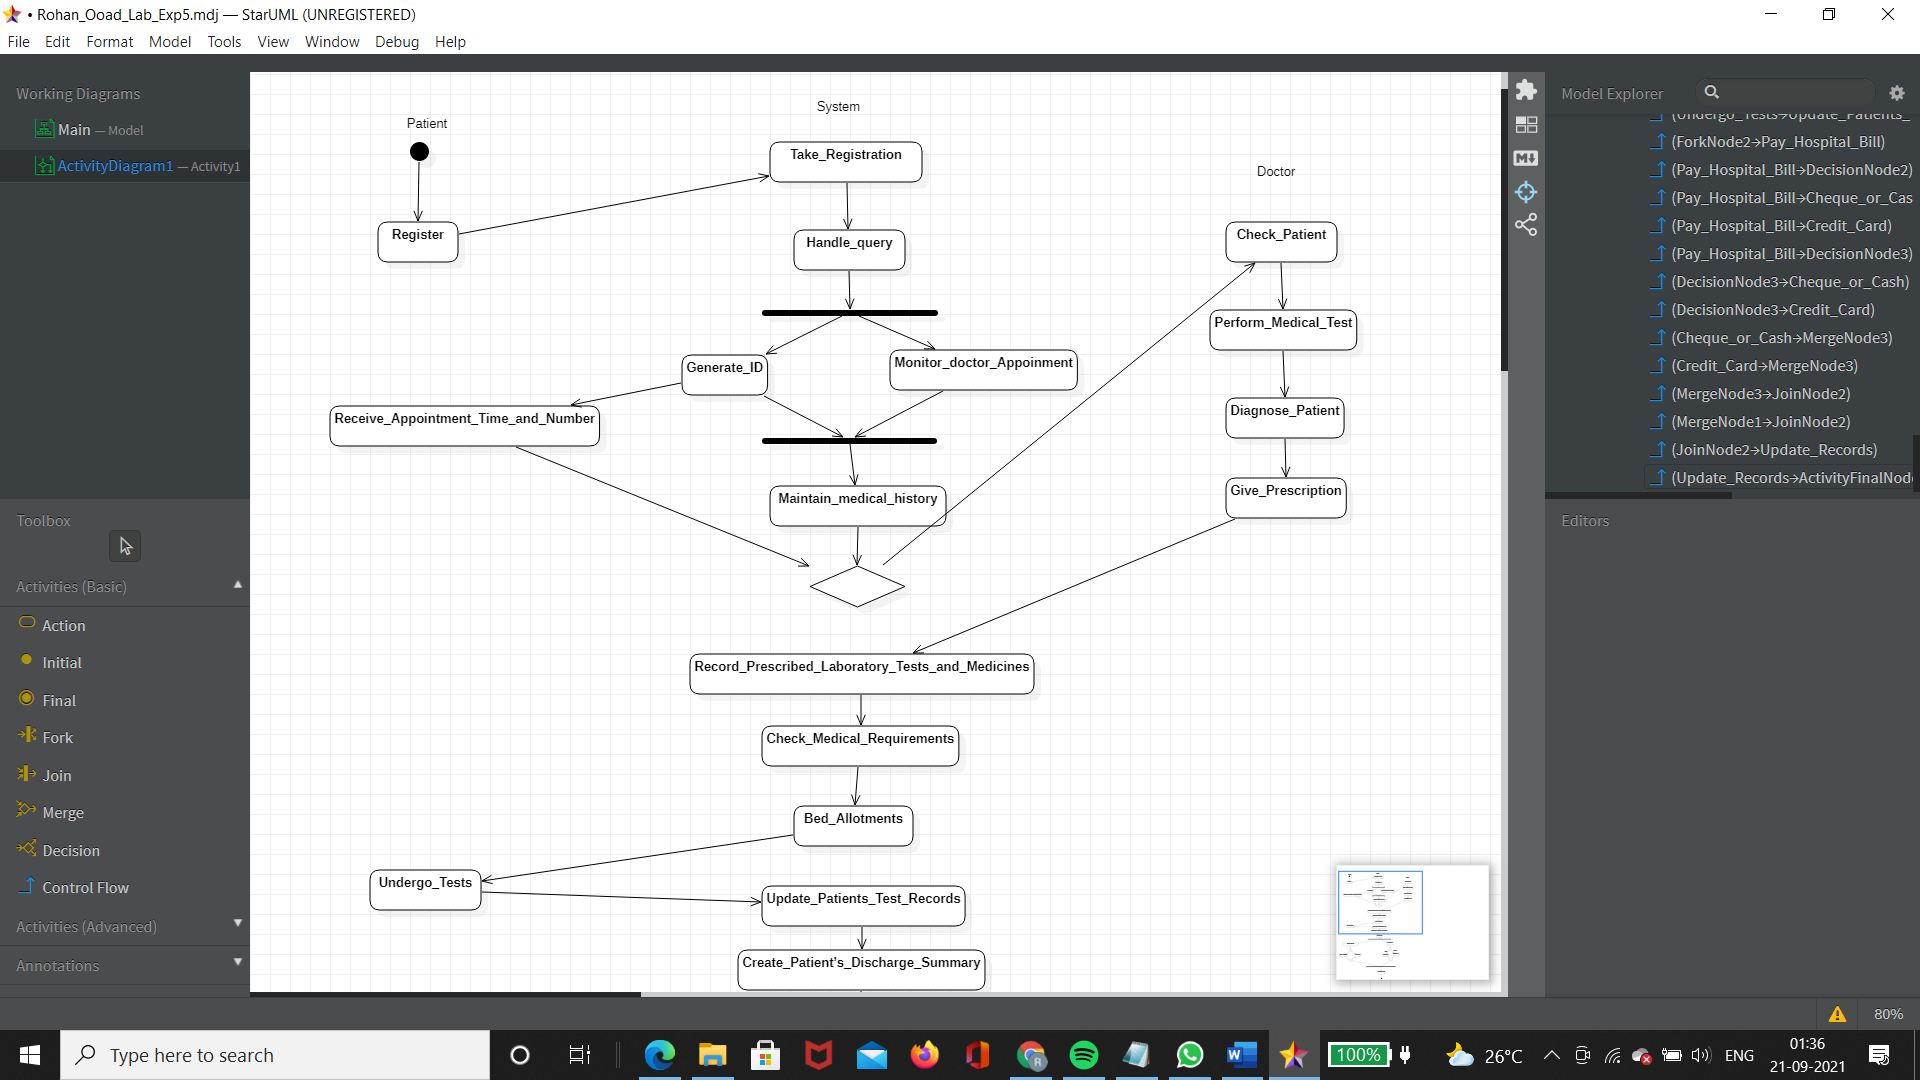 • Rohan_Ooad_Lab_Exp5.mdj — StarUML (UNREGISTERED)
File Edit Format Model Tools View Window Debug Help
Working Diagrams
Main — Model
ActivityDiagram1 — Activity1
Toolbox
Activities (Basic)
Action
Initial
Final
Fork
Join
Merge
Decision
Control Flow
Activities (Advanced)
Annotations
Patient
System
Doctor
Take_Registration
Register
Handle_query
Check_Patient
Perform_Medical_Test
Generate_ID
Monitor_doctor_Appoinment
Receive_Appointment_Time_and_Number
Diagnose_Patient
Maintain_medical_history
Give_Prescription
Record_Prescribed_Laboratory_Tests_and_Medicines
Check_Medical_Requirements
Bed_Allotments
Undergo_Tests
Update_Patients_Test_Records
Create_Patient's_Discharge_Summary
M
Model Explorer
(Undergo_Tests→Update_Patients_
(ForkNode2→Pay_Hospital_Bill)
(Pay_Hospital_Bill→DecisionNode2)
(Pay_Hospital_Bill→Cheque_or_Cas
(Pay_Hospital_Bill→Credit_Card)
(Pay_Hospital_Bill→DecisionNode3)
(DecisionNode3→Cheque_or_Cash)
(DecisionNode3→Credit_Card)
(Cheque_or_Cash→MergeNode3)
(Credit_Card→MergeNode3)
(MergeNode3→JoinNode2)
(MergeNode1→JoinNode2)
(JoinNode2→Update_Records)
(Update_Records→ActivityFinalNod
Editors
80%
Type here to search
100%
26°C
ENG
01:36
21-09-2021